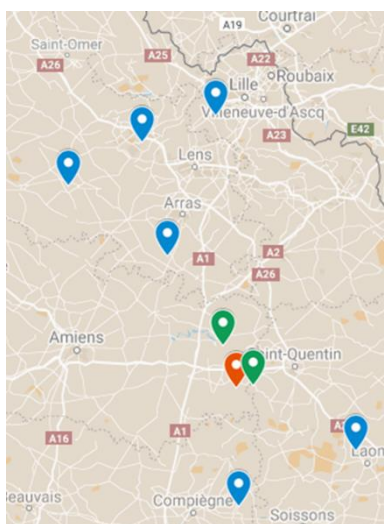 Courtrai
A19
Saint-Omer
A25
A22
A26
Roubaix
Lille
Villeneuve-d'Ascq
E42
A23
Lens
Arras
A1
A2
A26
Amiens
int-Quentin
A1
A16
Laon
Beauvais
Compiègne
Soissons